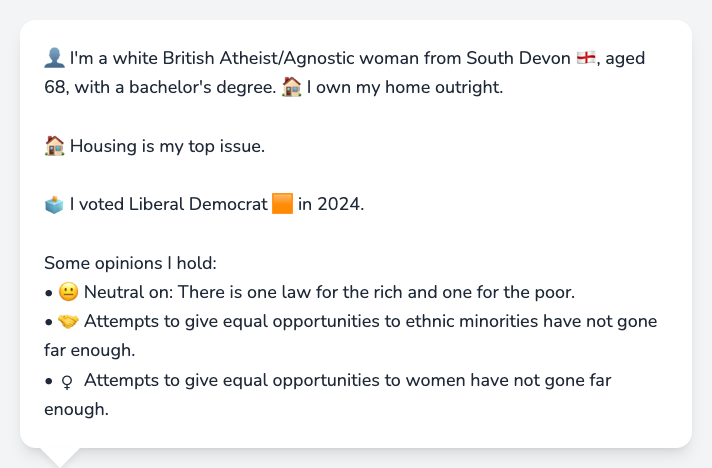 👤 I'm a white British Atheist/Agnostic woman from South Devon 🏴󠁧󠁢󠁥󠁮󠁧󠁿, aged
68, with a bachelor's degree. 🏠 I own my home outright.
🏠 Housing is my top issue.
🗳️ I voted Liberal Democrat 🟧 in 2024.
Some opinions I hold:
• 😐 Neutral on: There is one law for the rich and one for the poor.
• 🤝 Attempts to give equal opportunities to ethnic minorities have not gone
far enough.
• ♀ Attempts to give equal opportunities to women have not gone far
enough.